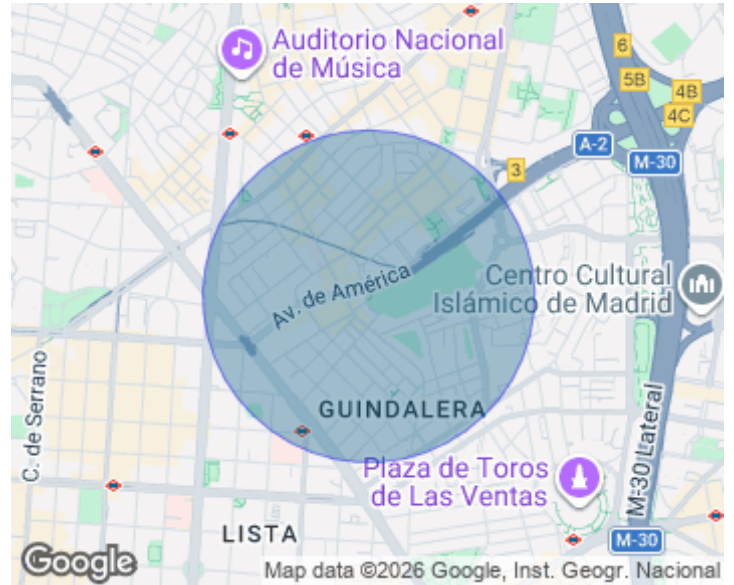 Auditorio Nacional
de Música
6
5B
4B
4C
A-2
M-30
3
Av. de América
Centro Cultural
Islámico de Madrid
C. de Serrano
GUINDALERA
M-30 Lateral
Plaza de Toros
de Las Ventas
LISTA
M-30
Google
Map data ©2026 Google, Inst. Geogr. Nacional